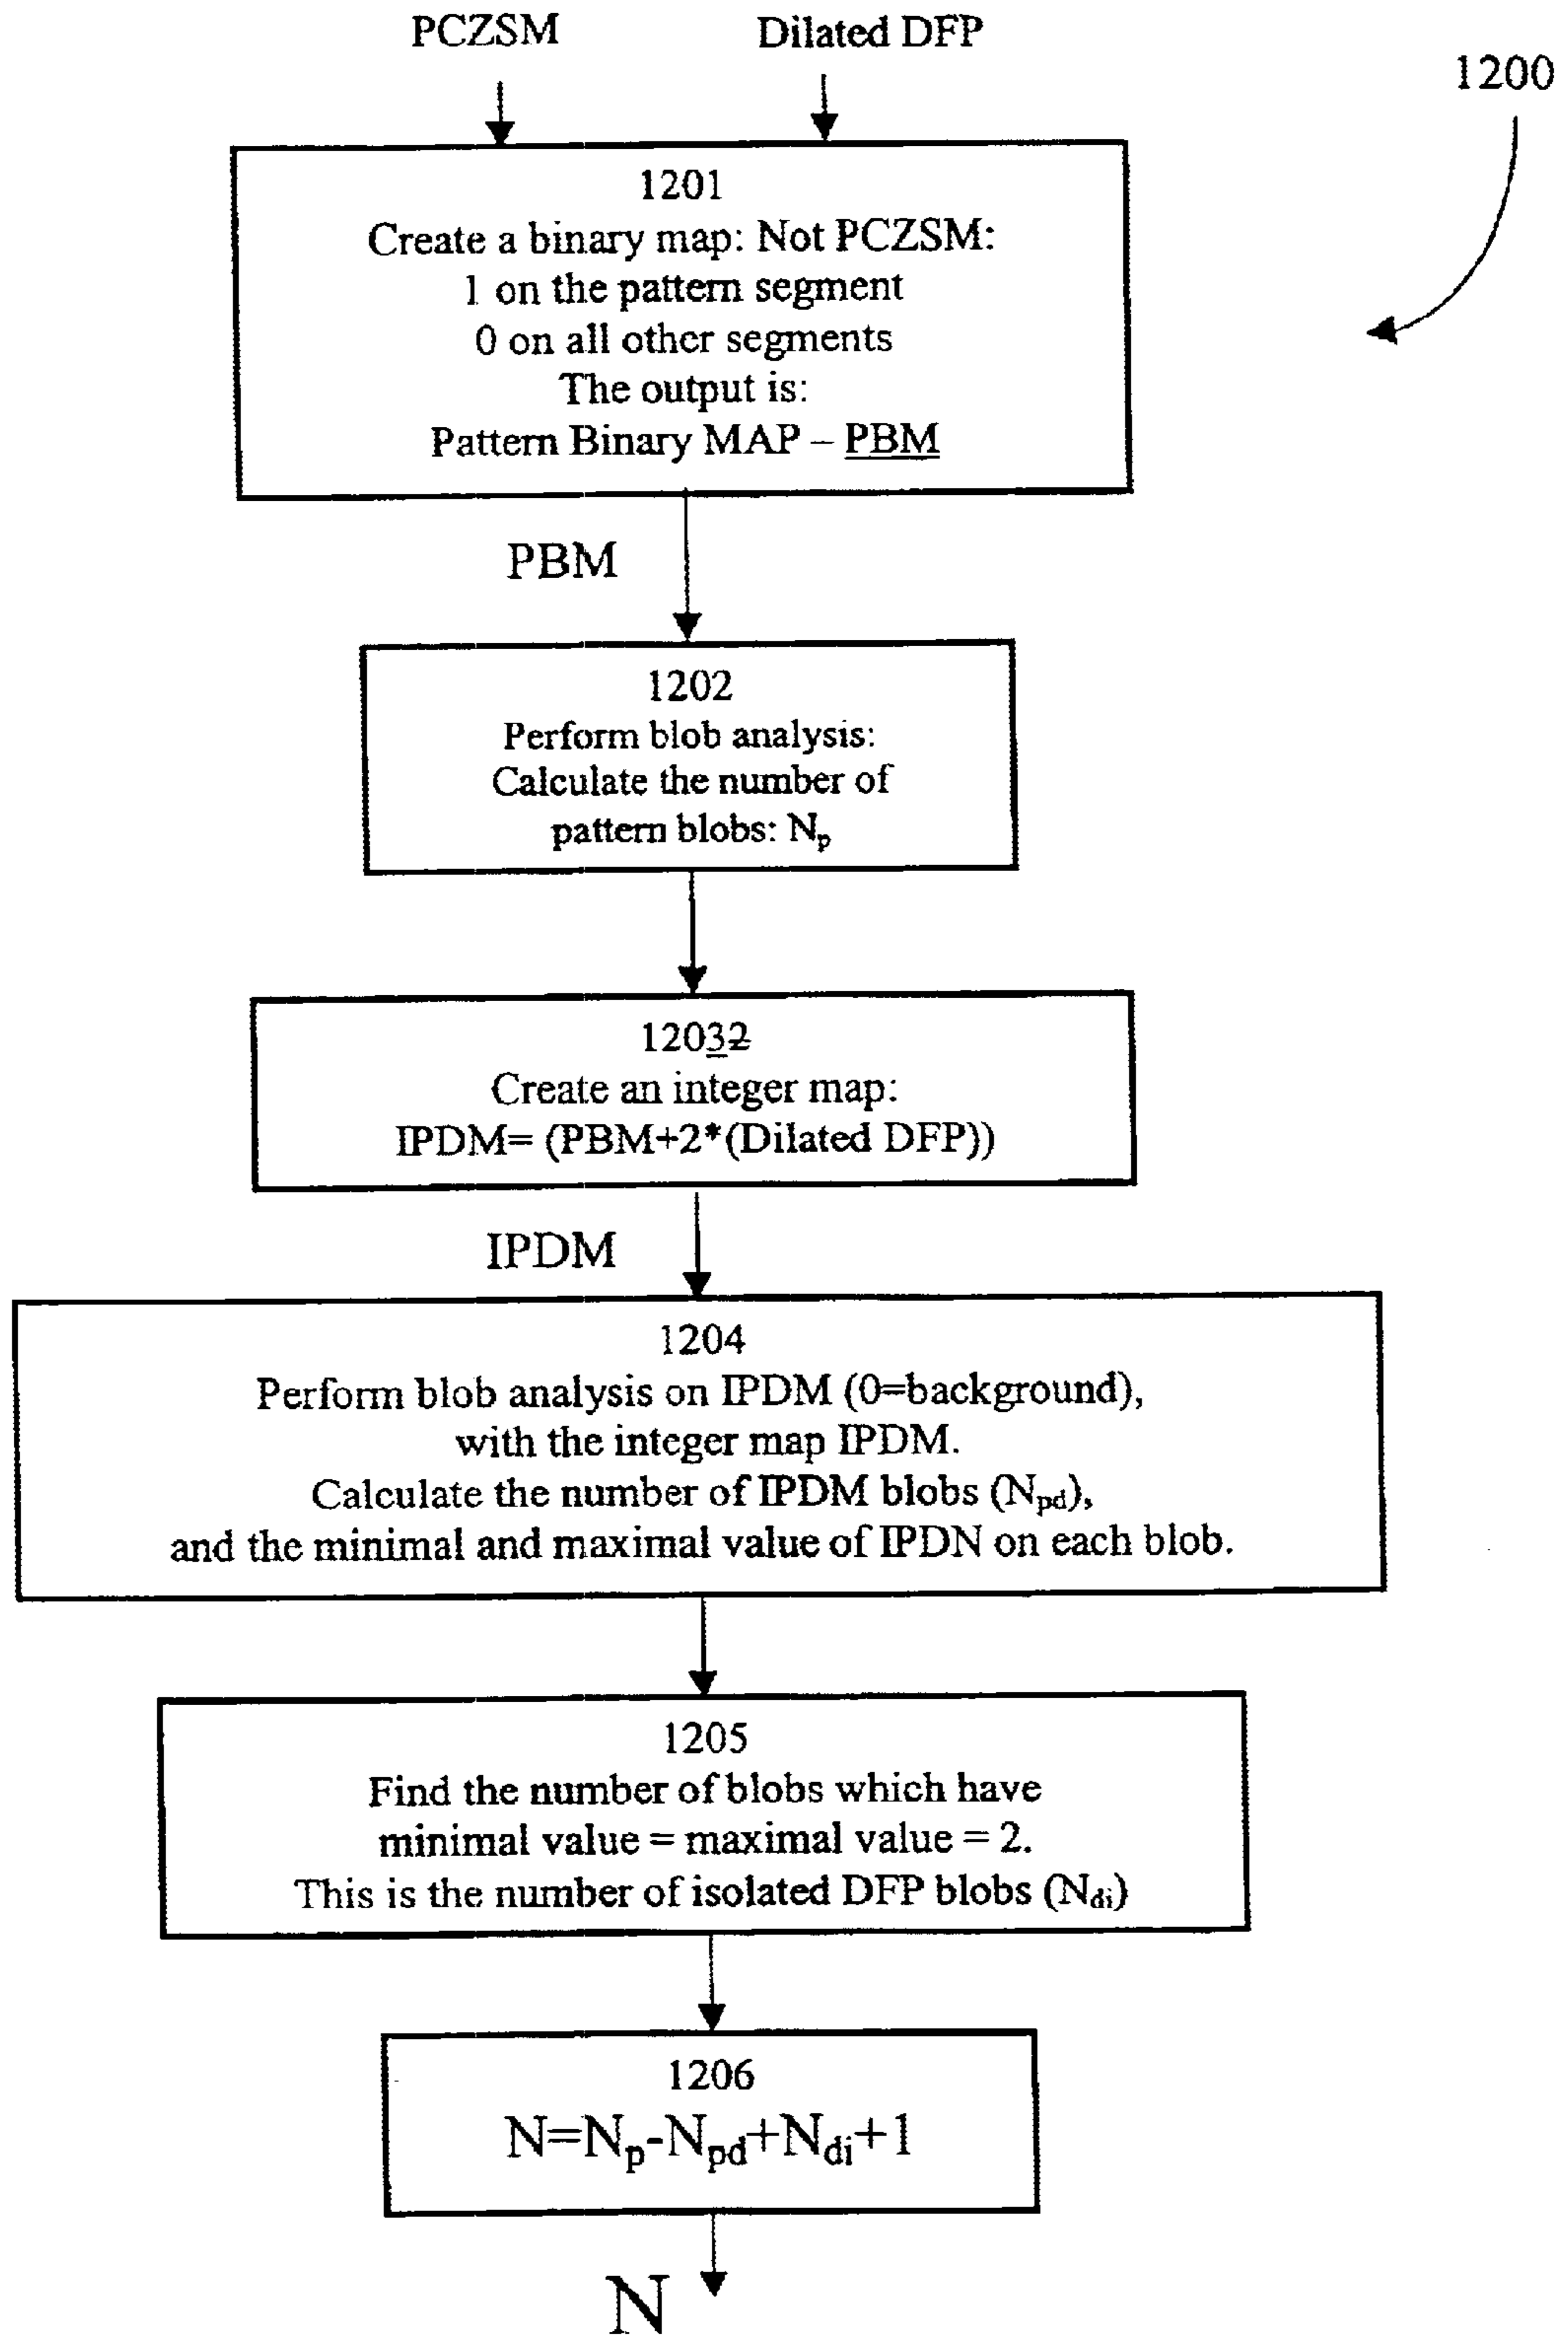 PCZSM Dilated DFP
1200
1201
Create a binary map: Not PCZSM:
1 on the pattern segment
0 on all other segments
The output is:
Pattern Binary MAP – PBM
PBM
1202
Perform blob analysis:
Calculate the number of
pattern blobs: Np
12032
Create an integer map:
IPDM= (PBM+2*(Dilated DFP))
IPDM
1204
Perform blob analysis on IPDM (0=background),
with the integer map IPDM.
Calculate the number of IPDM blobs (Npd),
and the minimal and maximal value of IPDN on each blob.
1205
Find the number of blobs which have
minimal value = maximal value = 2.
This is the number of isolated DFP blobs (Ndi)
1206
N=Np-Npd+Ndi+1
N